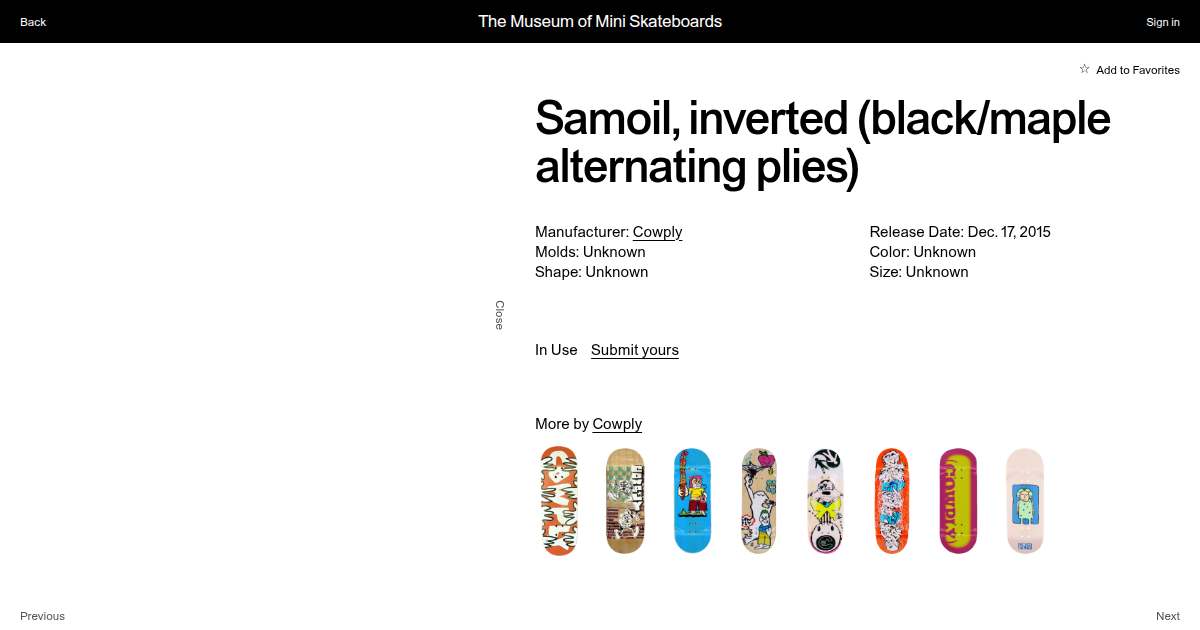 Back
The Museum of Mini Skateboards
Sign in
☆ Add to Favorites
Samoil, inverted (black/maple
alternating plies)
Manufacturer: Cowply
Release Date: Dec. 17, 2015
Molds: Unknown
Color: Unknown
Shape: Unknown
Size: Unknown
Close
In Use Submit yours
More by Cowply
COWPLY
Previous
Next